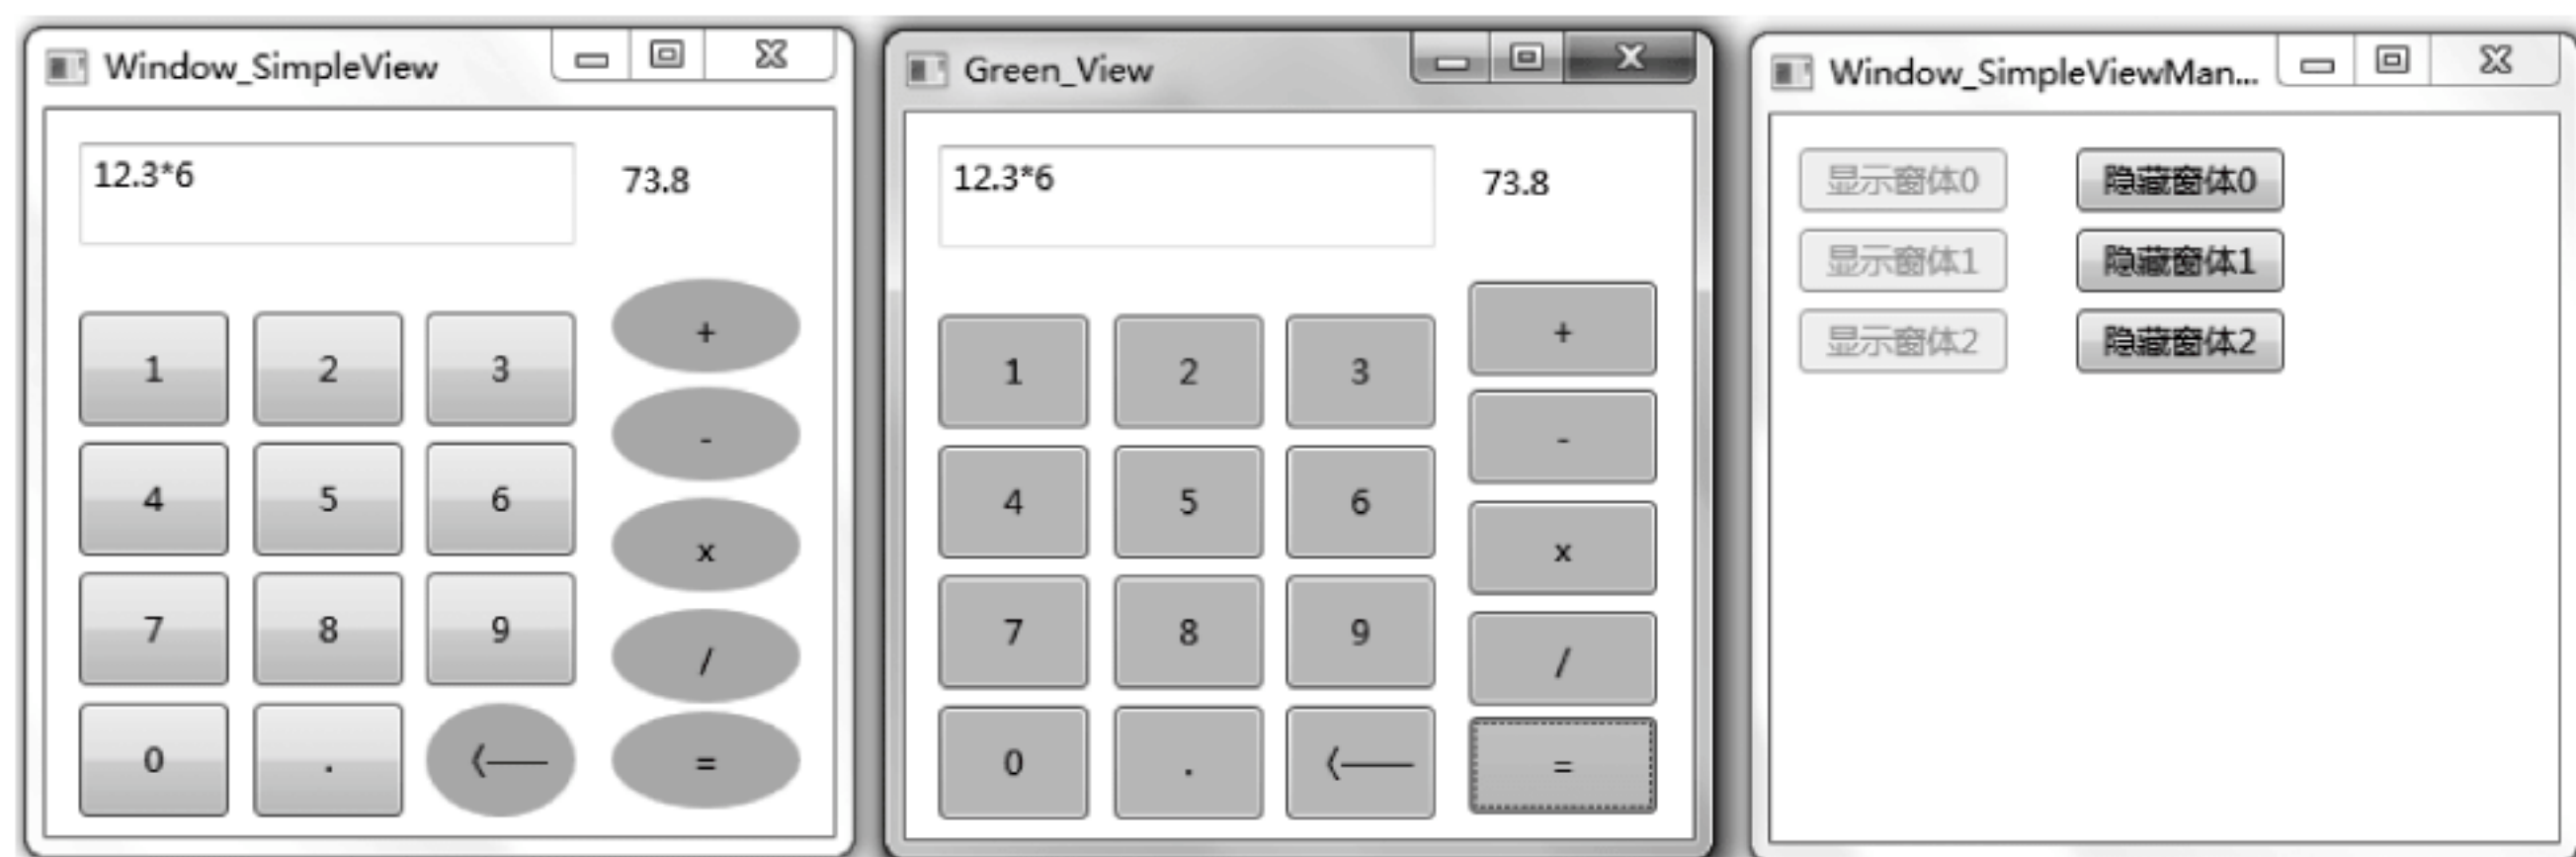 Window_SimpleView
12.3*6 73.8
+
1 2 3
-
4 5 6
x
7 8 9
/
0 . 〈— =
Green_View
12.3*6 73.8
+
1 2 3
-
4 5 6
x
7 8 9
/
0 . 〈— =
Window_SimpleViewMan...
显示窗体0 隐藏窗体0
显示窗体1 隐藏窗体1
显示窗体2 隐藏窗体2